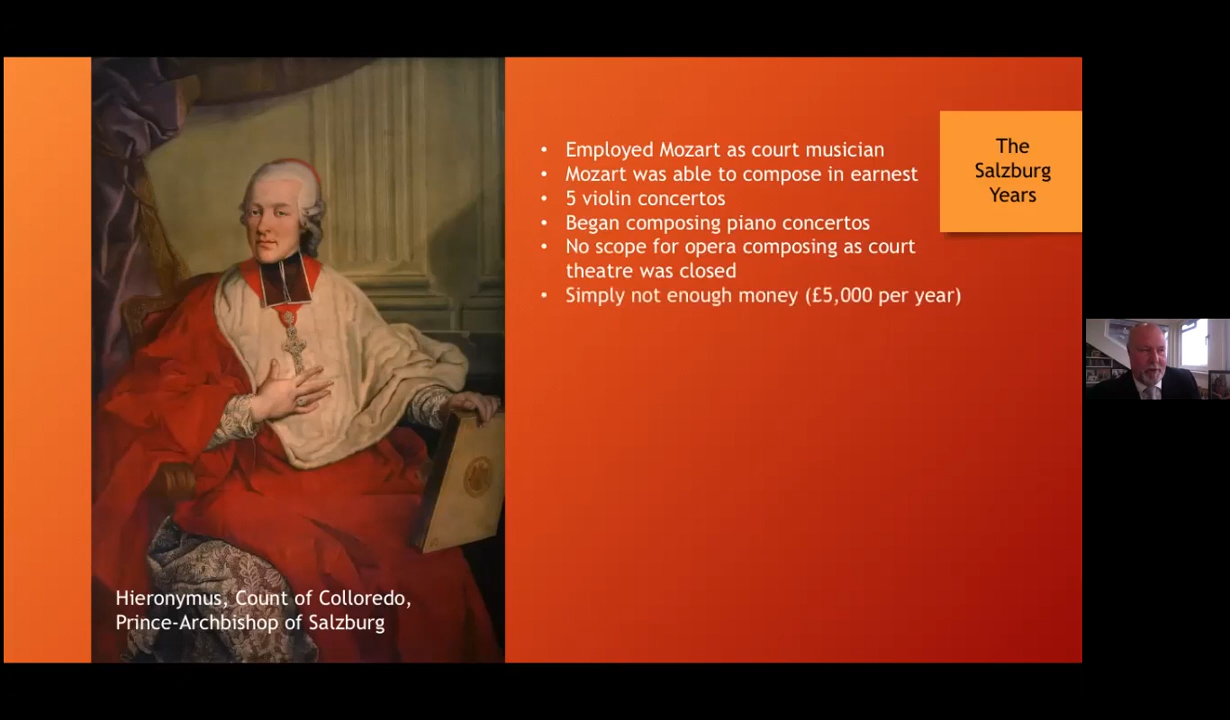 The
Salzburg
Years
• Employed Mozart as court musician
• Mozart was able to compose in earnest
• 5 violin concertos
• Began composing piano concertos
• No scope for opera composing as court
theatre was closed
• Simply not enough money (£5,000 per year)
Hieronymus, Count of Colloredo,
Prince-Archbishop of Salzburg